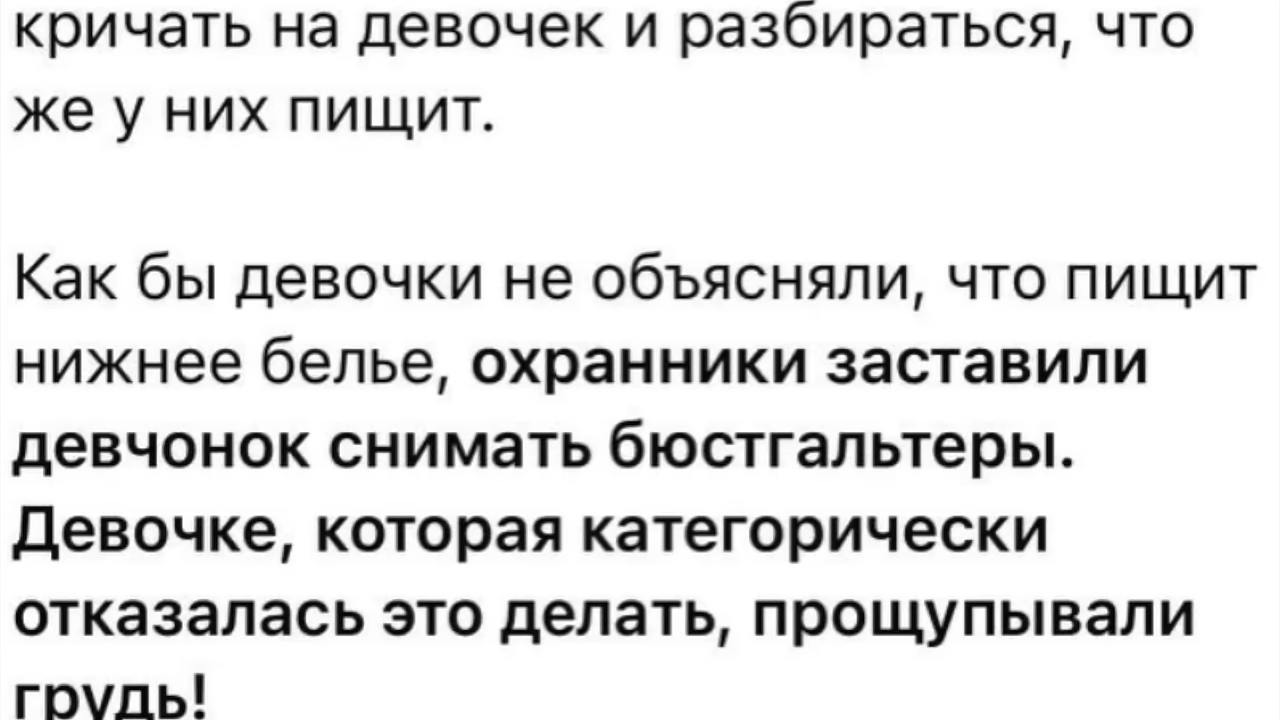 кричать на девочек и разбираться, что
же у них пищит.
Как бы девочки не объясняли, что пищит
нижнее белье, охранники заставили
девчонок снимать бюстгальтеры.
Девочке, которая категорически
отказалась это делать, прощупывали
грудь!